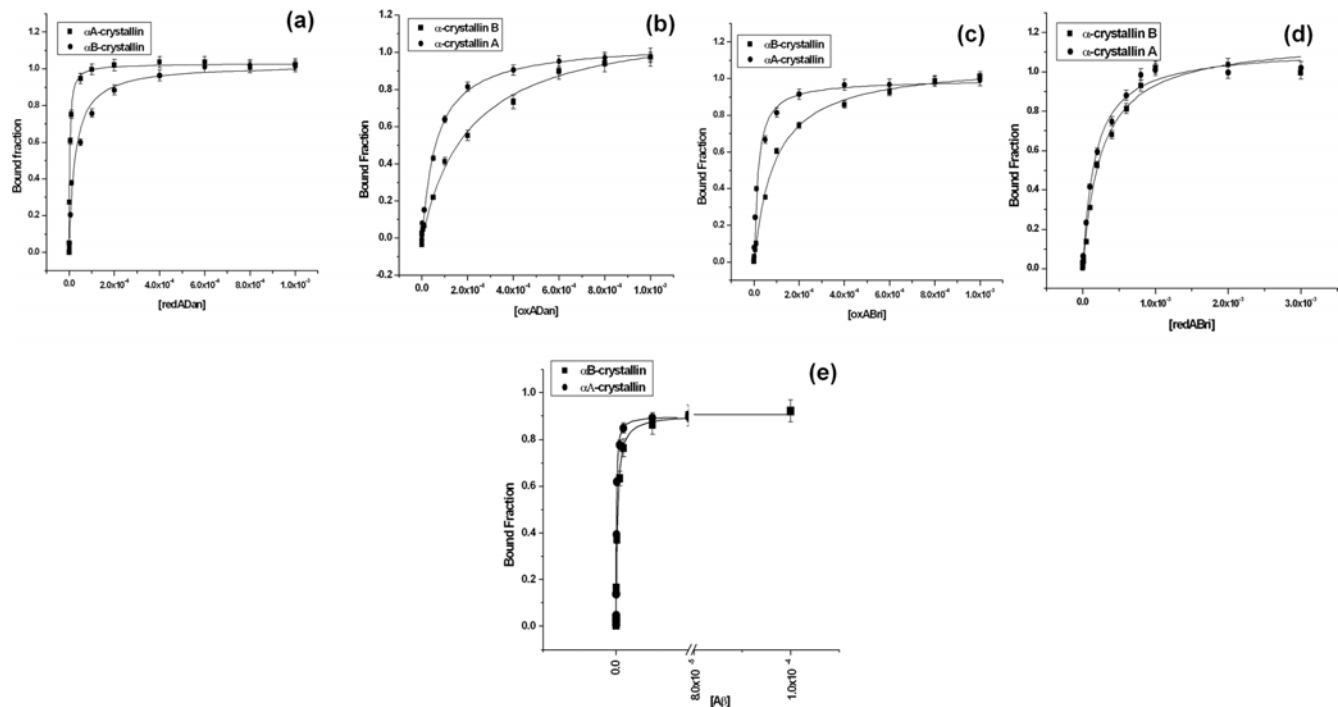 (a)
αA-crystallin
αB-crystallin
Bound fraction
1.2
1.0
0.8
0.6
0.4
0.2
0.0
0.0 2.0x10⁻⁴ 4.0x10⁻⁴ 6.0x10⁻⁴ 8.0x10⁻⁴ 1.0x10⁻³
[redADan]
(b)
α-crystallin B
α-crystallin A
Bound Fraction
1.2
1.0
0.8
0.6
0.4
0.2
0.0
-0.2
0.0 2.0x10⁻⁴ 4.0x10⁻⁴ 6.0x10⁻⁴ 8.0x10⁻⁴ 1.0x10⁻³
[oxADan]
(c)
αB-crystallin
αA-crystallin
Bound Fraction
1.2
1.0
0.8
0.6
0.4
0.2
0.0
0.0 2.0x10⁻⁴ 4.0x10⁻⁴ 6.0x10⁻⁴ 8.0x10⁻⁴ 1.0x10⁻³
[oxABri]
(d)
α-crystallin B
α-crystallin A
Bound Fraction
1.2
1.0
0.8
0.6
0.4
0.2
0.0
0.0 1.0x10⁻³ 2.0x10⁻³ 3.0x10⁻³
[redABri]
(e)
αB-crystallin
αA-crystallin
Bound Fraction
1.0
0.8
0.6
0.4
0.2
0.0
0.0 8.0x10⁻⁵ 1.0x10⁻⁴
[Aβ]